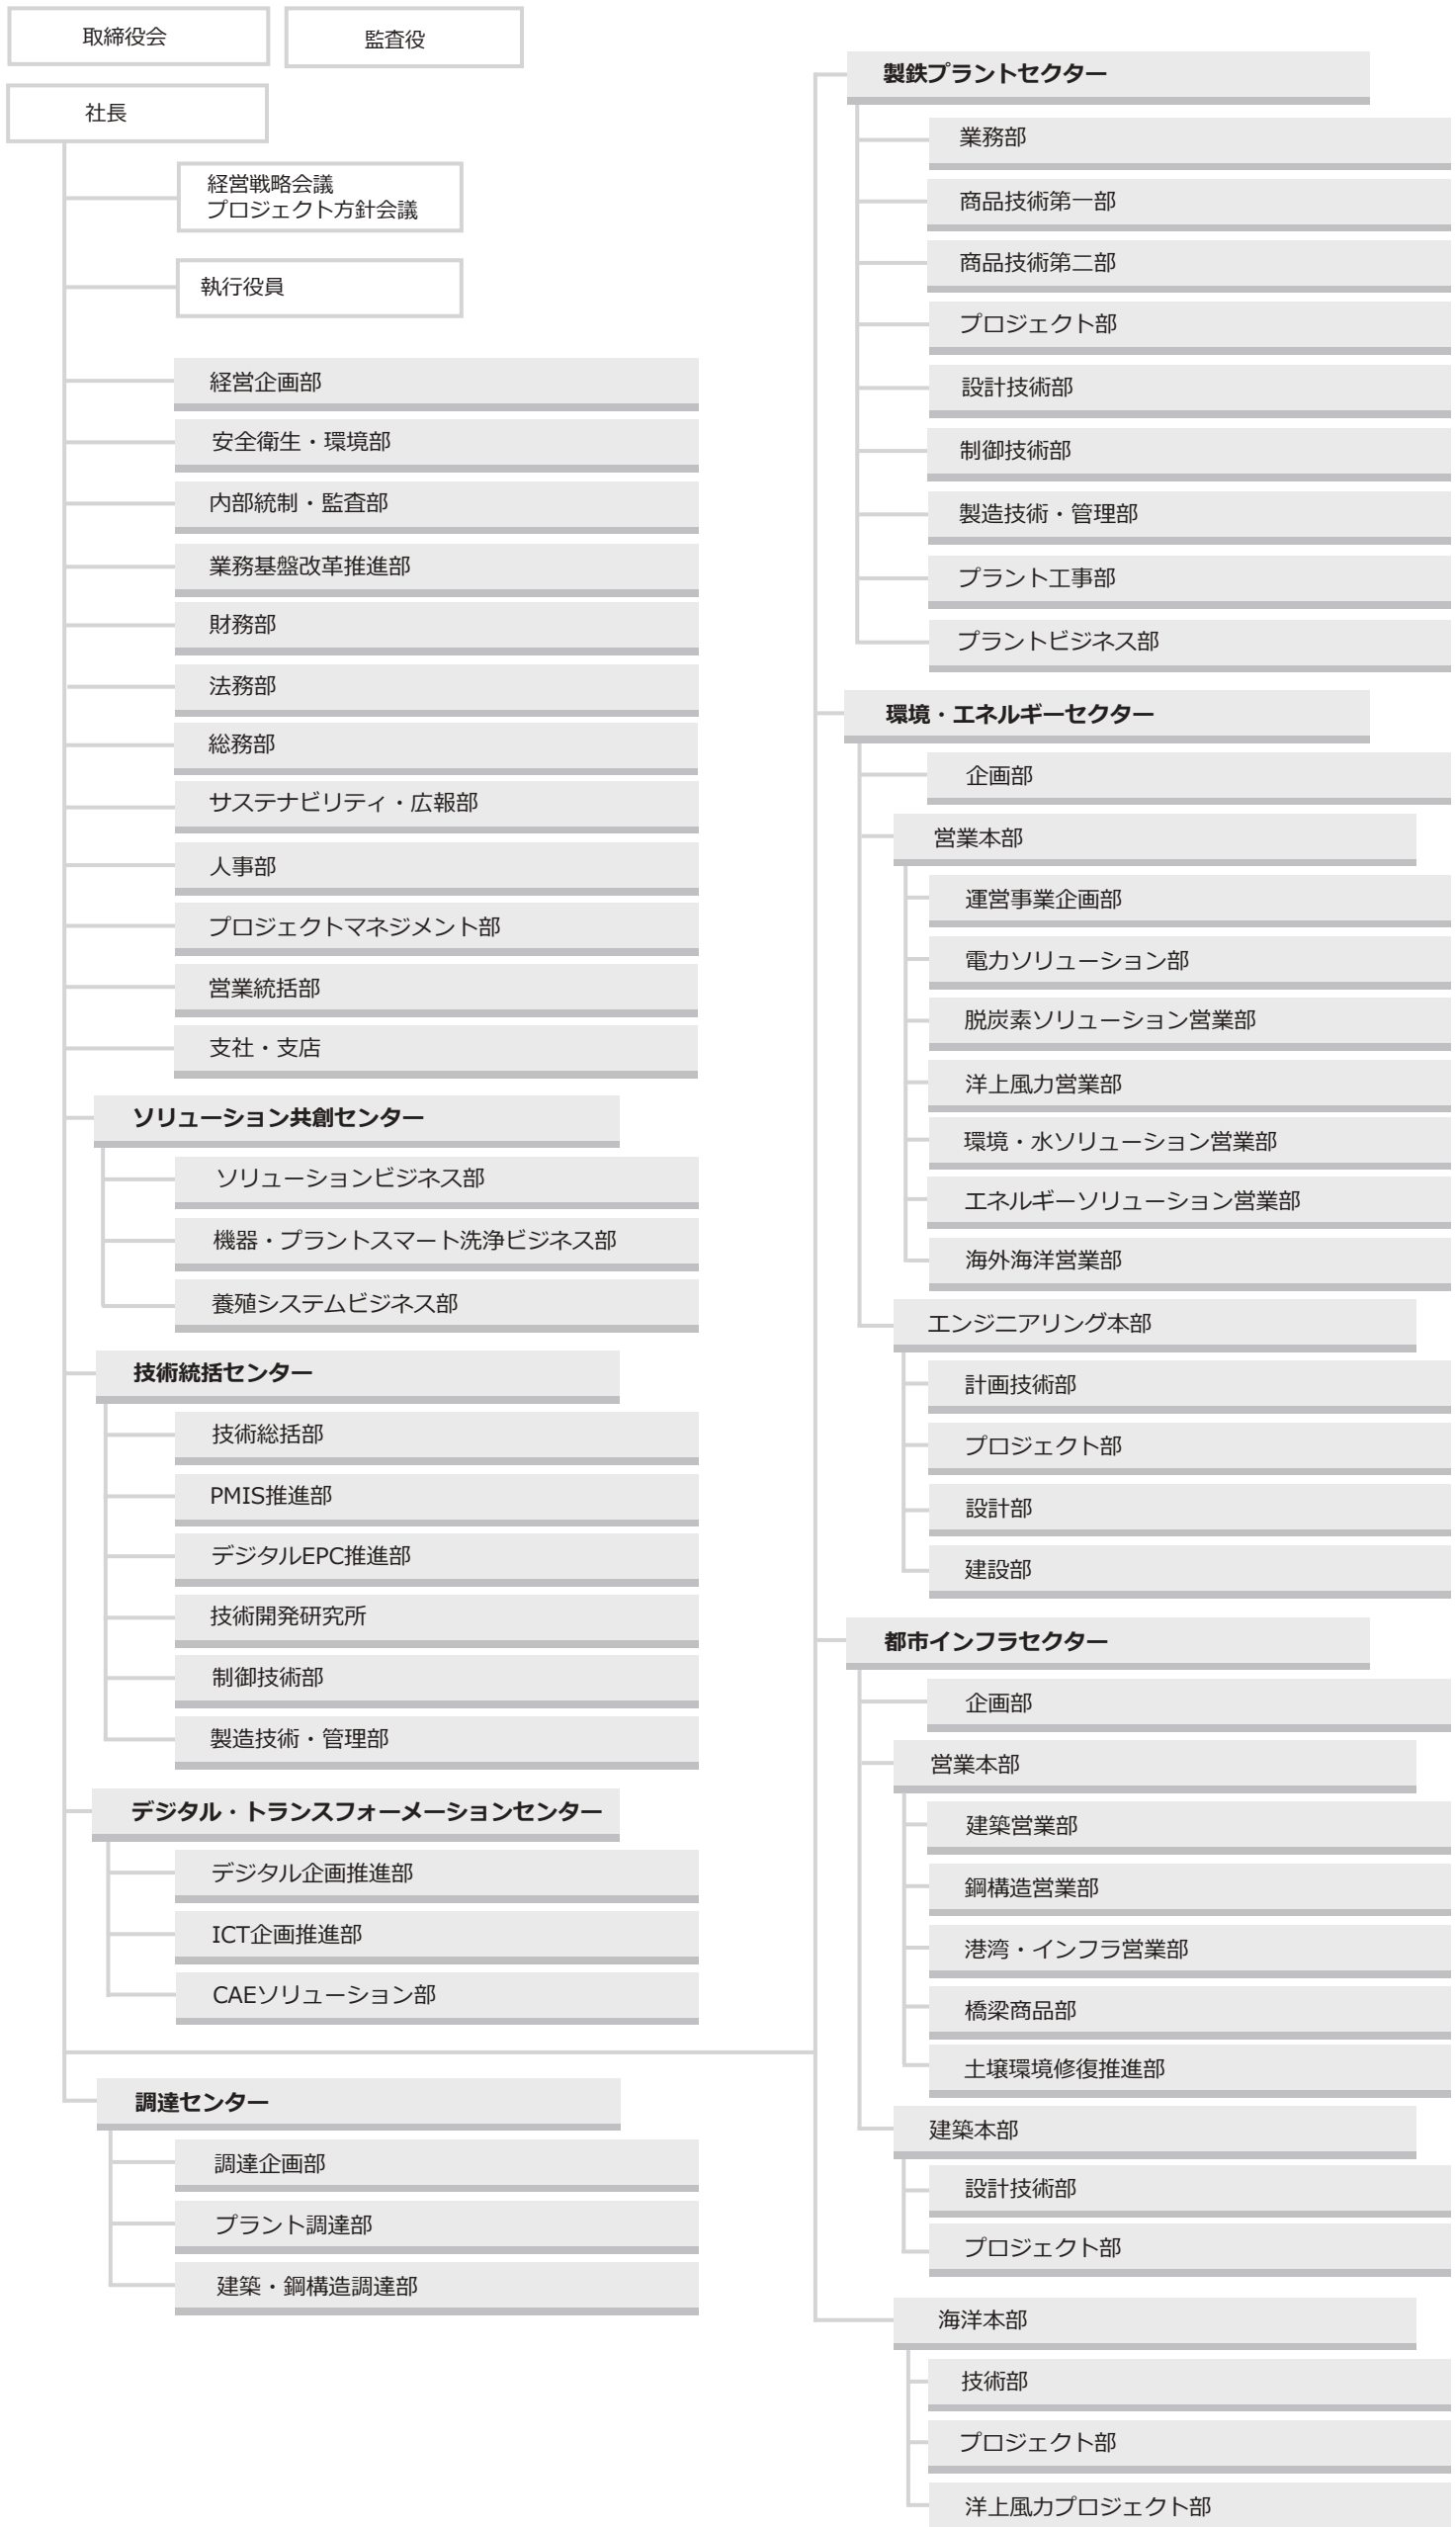 取締役会
監査役
社長
経営戦略会議
プロジェクト方針会議
執行役員
経営企画部
安全衛生・環境部
内部統制・監査部
業務基盤改革推進部
財務部
法務部
総務部
サステナビリティ・広報部
人事部
プロジェクトマネジメント部
営業統括部
支社・支店
ソリューション共創センター
ソリューションビジネス部
機器・プラントスマート洗浄ビジネス部
養殖システムビジネス部
技術統括センター
技術総括部
PMIS推進部
デジタルEPC推進部
技術開発研究所
制御技術部
製造技術・管理部
デジタル・トランスフォーメーションセンター
デジタル企画推進部
ICT企画推進部
CAEソリューション部
調達センター
調達企画部
プラント調達部
建築・鋼構造調達部
製鉄プラントセクター
業務部
商品技術第一部
商品技術第二部
プロジェクト部
設計技術部
制御技術部
製造技術・管理部
プラント工事部
プラントビジネス部
環境・エネルギーセクター
企画部
営業本部
運営事業企画部
電力ソリューション部
脱炭素ソリューション営業部
洋上風力営業部
環境・水ソリューション営業部
エネルギーソリューション営業部
海外海洋営業部
エンジニアリング本部
計画技術部
プロジェクト部
設計部
建設部
都市インフラセクター
企画部
営業本部
建築営業部
鋼構造営業部
港湾・インフラ営業部
橋梁商品部
土壌環境修復推進部
建築本部
設計技術部
プロジェクト部
海洋本部
技術部
プロジェクト部
洋上風力プロジェクト部